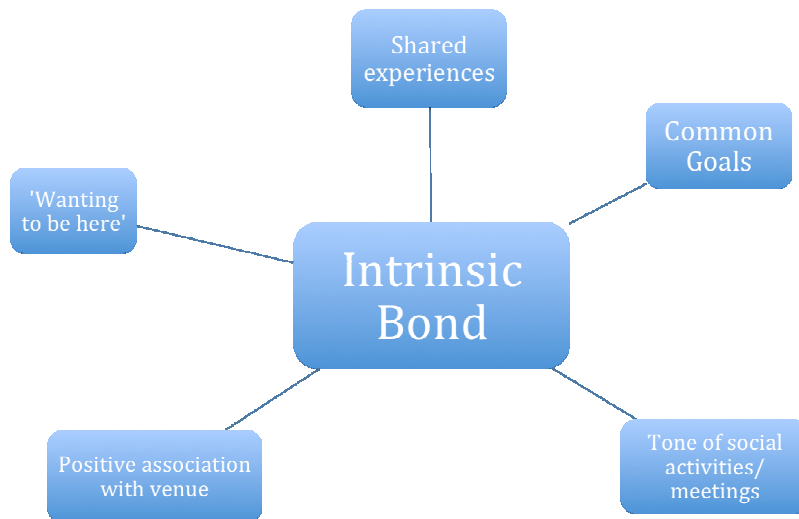 Shared
experiences
Common
Goals
'Wanting
to be here'
Intrinsic
Bond
Positive association
with venue
Tone of social
activities/
meetings